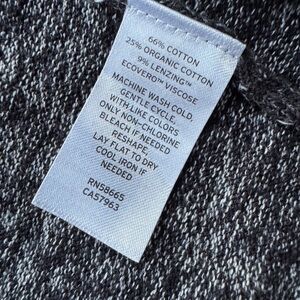 66% COTTON
25% ORGANIC COTTON
9% LENZING™
ECOVERO™ VISCOSE
MACHINE WASH COLD,
GENTLE CYCLE,
WITH LIKE COLORS
ONLY NON-CHLORINE
BLEACH IF NEEDED
RESHAPE,
LAY FLAT TO DRY
COOL IRON IF
NEEDED
RN58665
CA57963